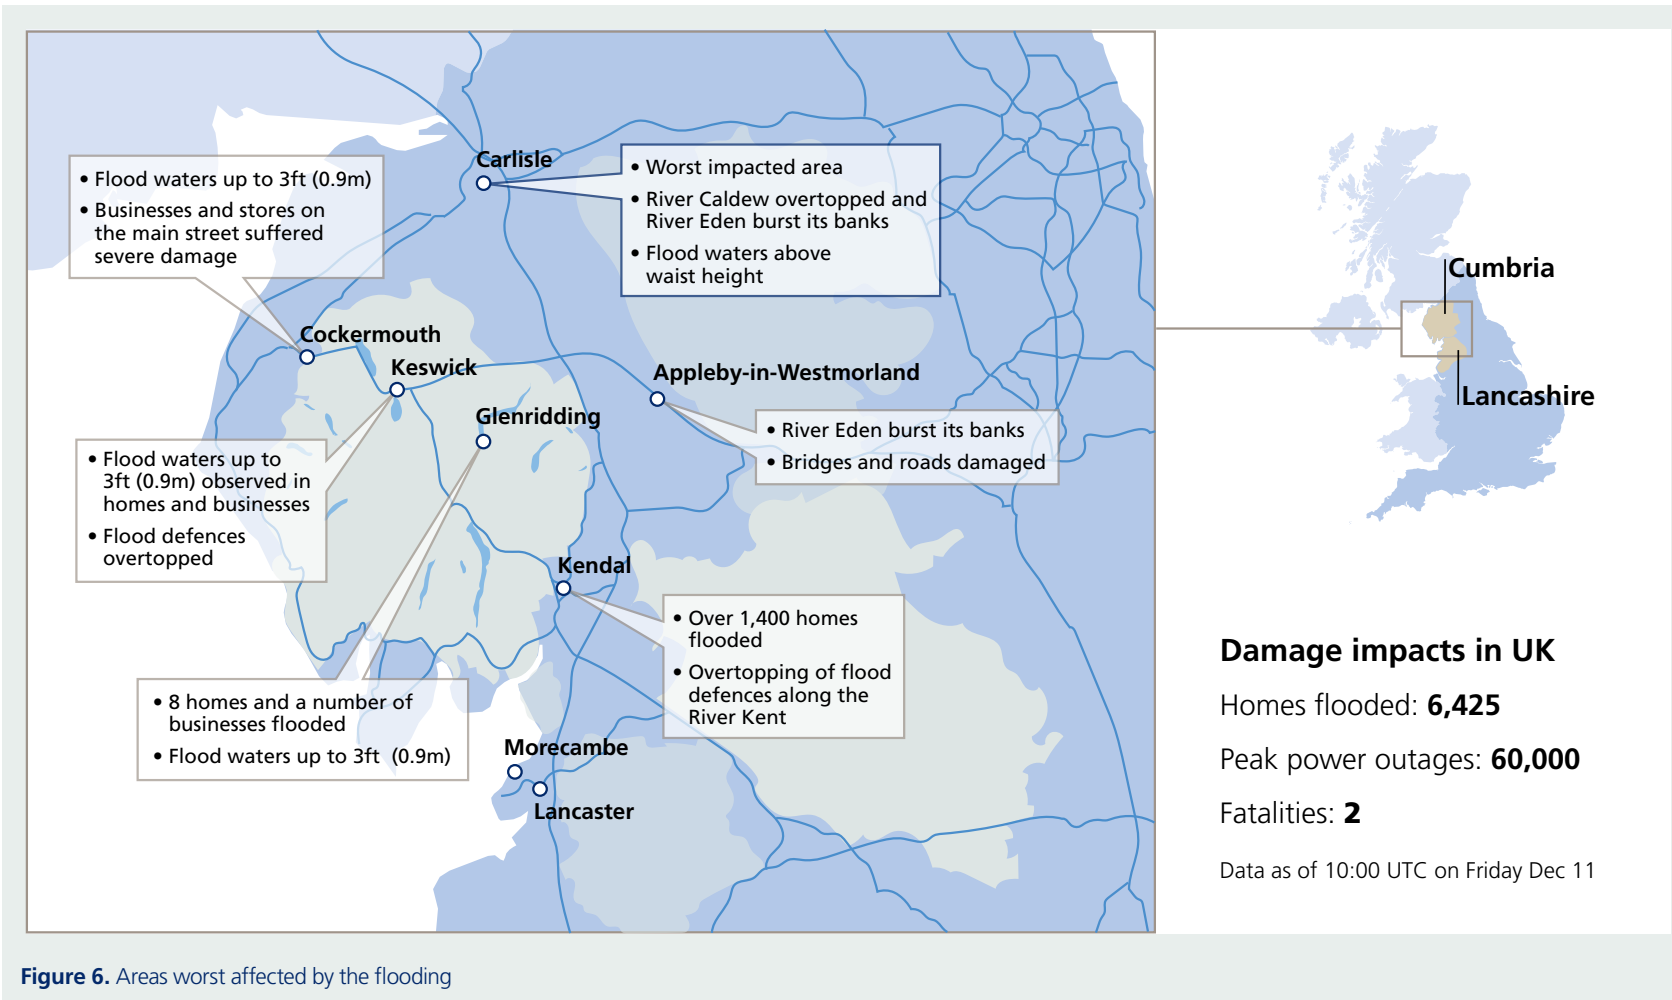 Carlisle
• Worst impacted area
• River Caldew overtopped and
River Eden burst its banks
• Flood waters above
waist height
• Flood waters up to 3ft (0.9m)
• Businesses and stores on
the main street suffered
severe damage
Cockermouth
Keswick
Glenridding
Appleby-in-Westmorland
• River Eden burst its banks
• Bridges and roads damaged
• Flood waters up to
3ft (0.9m) observed in
homes and businesses
• Flood defences
overtopped
Kendal
• Over 1,400 homes
flooded
• Overtopping of flood
defences along the
River Kent
• 8 homes and a number of
businesses flooded
• Flood waters up to 3ft (0.9m)
Morecambe
Lancaster
Cumbria
Lancashire
Damage impacts in UK
Homes flooded: 6,425
Peak power outages: 60,000
Fatalities: 2
Data as of 10:00 UTC on Friday Dec 11
Figure 6. Areas worst affected by the flooding